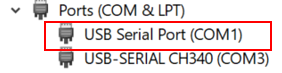 Ports (COM & LPT)
USB Serial Port (COM1)
USB-SERIAL CH340 (COM3)